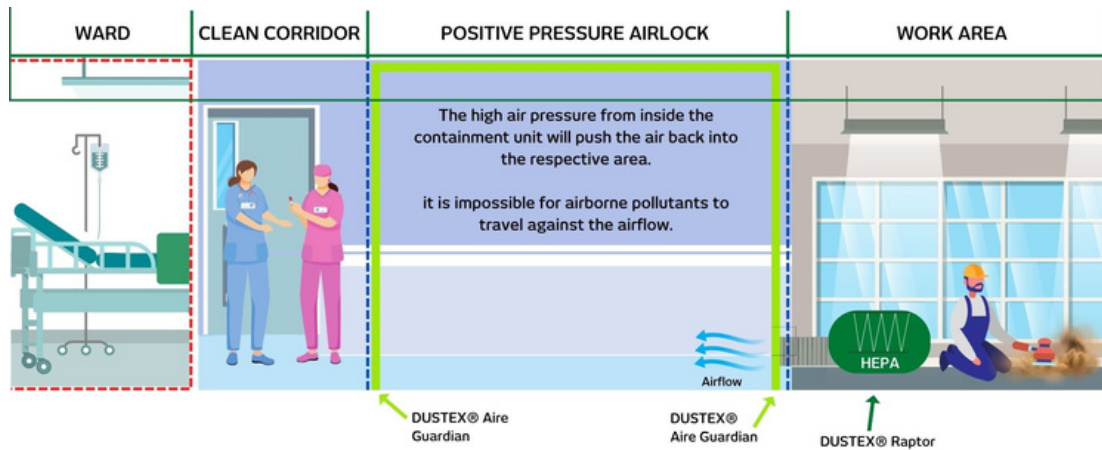 WARD
CLEAN CORRIDOR
POSITIVE PRESSURE AIRLOCK
WORK AREA
The high air pressure from inside the
containment unit will push the air back into
the respective area.
it is impossible for airborne pollutants to
travel against the airflow.
HEPA
Airflow
DUSTEX® Aire
Guardian
DUSTEX®
Aire Guardian
DUSTEX® Raptor